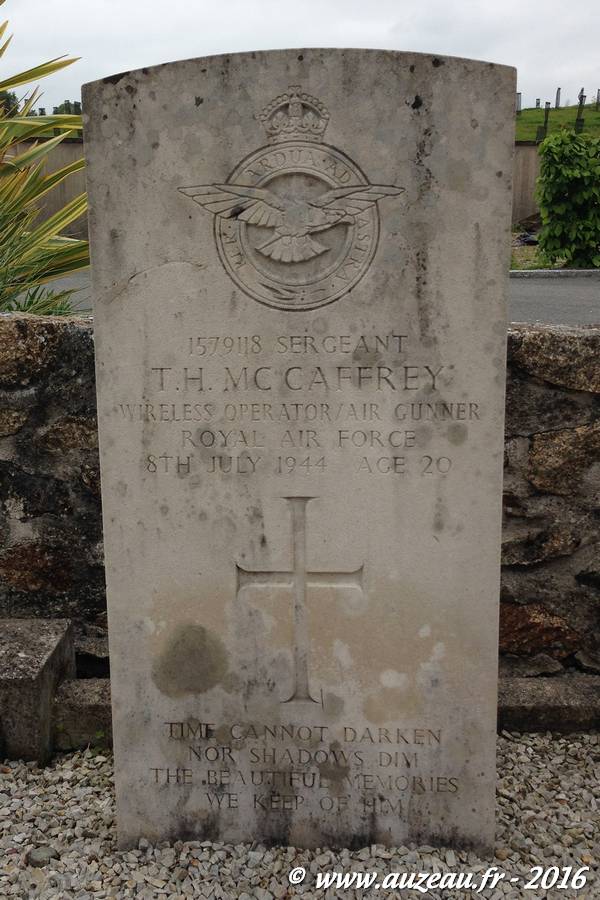 PER ARDUA AD ASTRA
1579118 SERGEANT
T. H. MC CAFFREY
WIRELESS OPERATOR/AIR GUNNER
ROYAL AIR FORCE
8TH JULY 1944 AGE 20
TIME CANNOT DARKEN
NOR SHADOWS DIM
THE BEAUTIFUL MEMORIES
WE KEEP OF HIM
© www.auzeau.fr - 2016